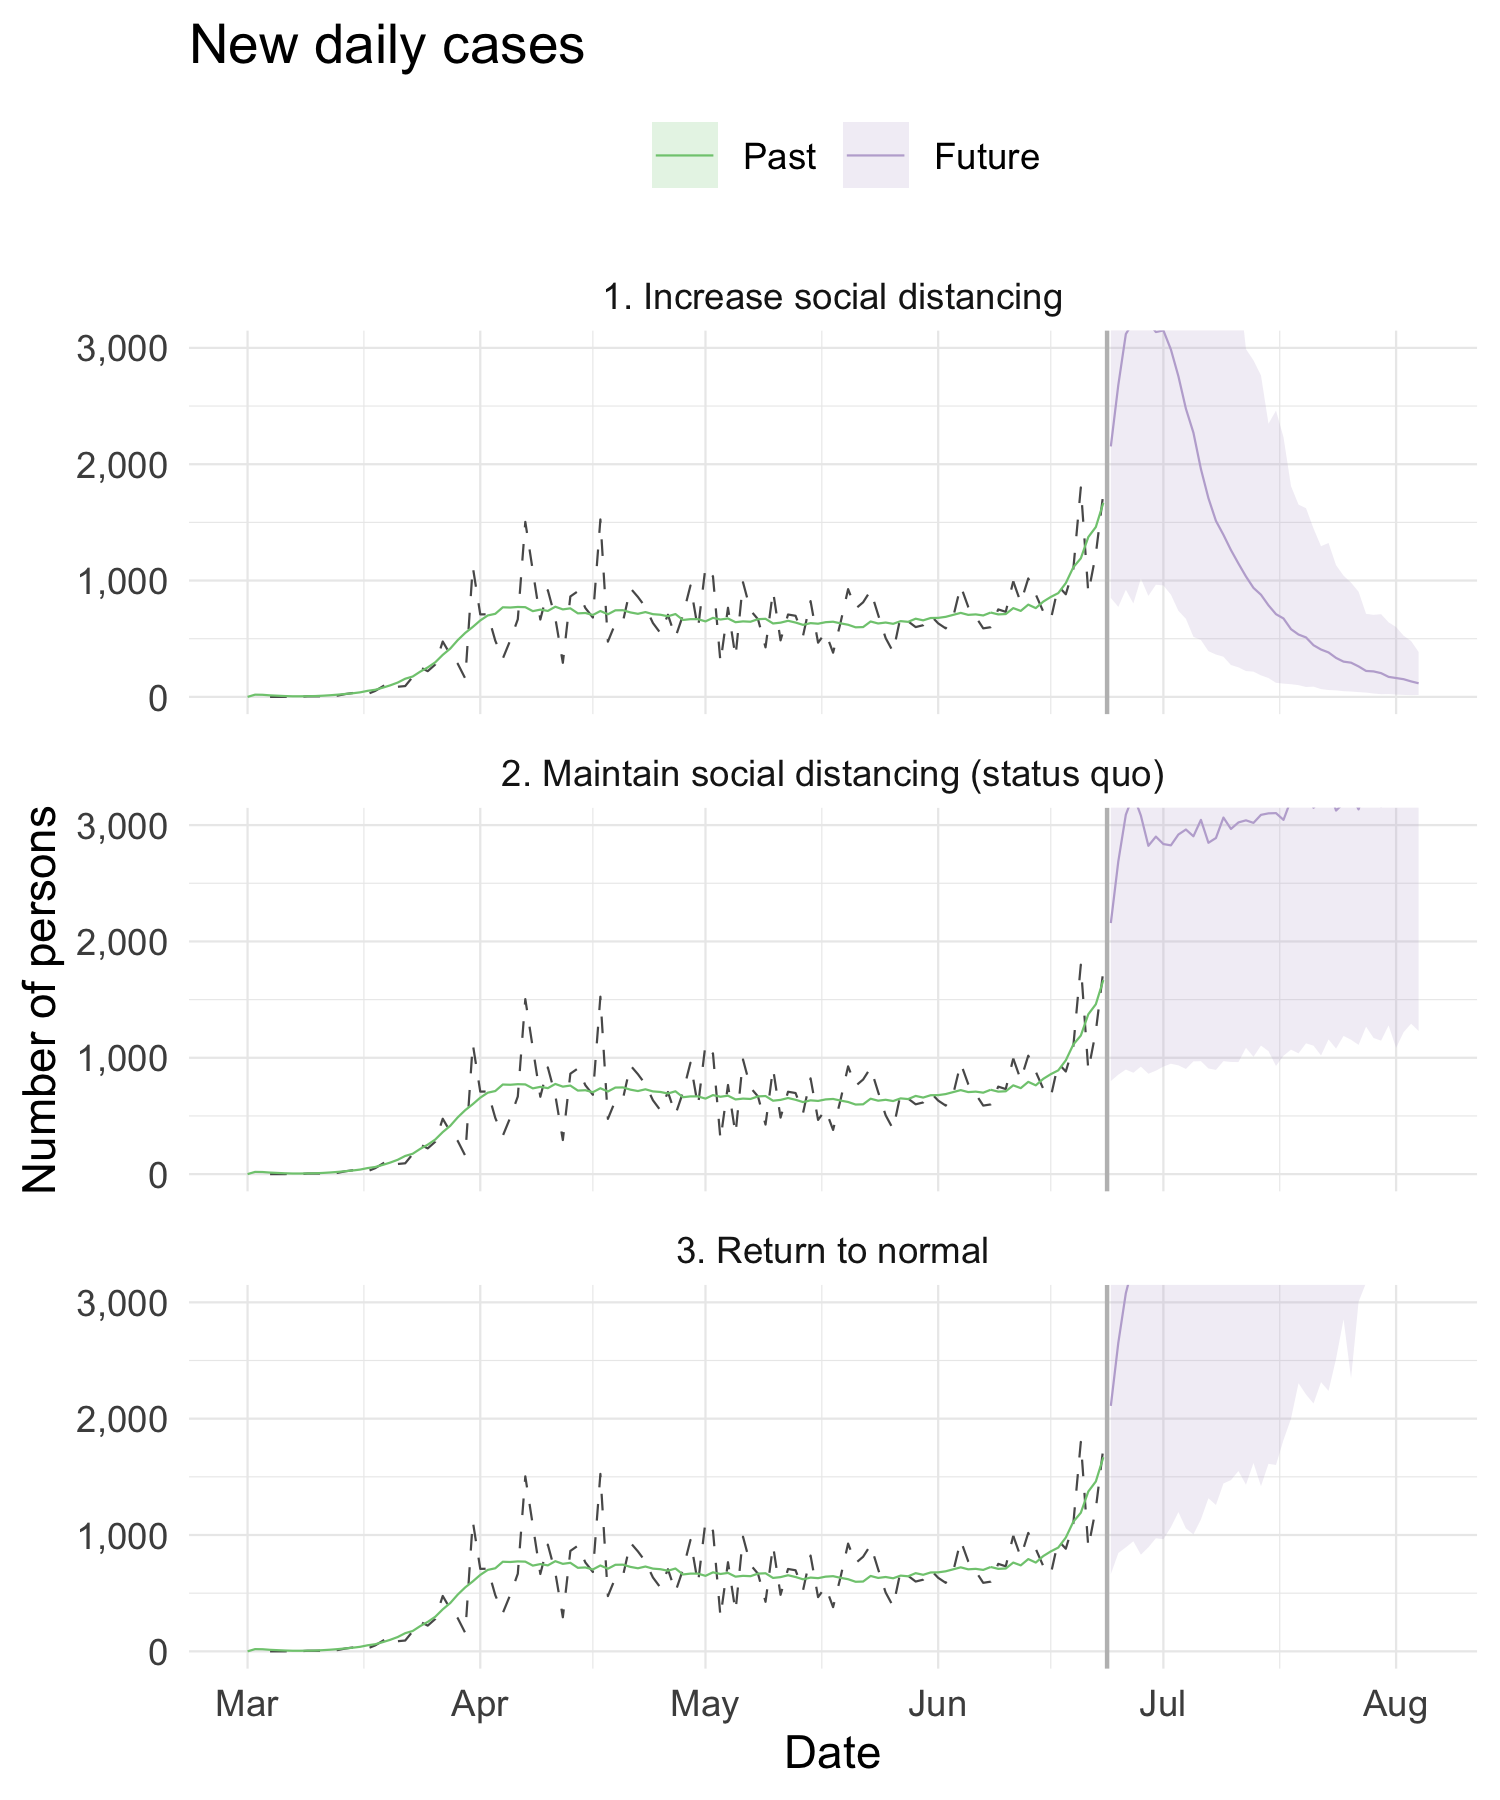 New daily cases
Past
Future
1. Increase social distancing
3,000
2,000
1,000
0
2. Maintain social distancing (status quo)
3,000
2,000
1,000
0
3. Return to normal
3,000
2,000
1,000
0
Number of persons
Mar Apr May Jun Jul Aug
Date